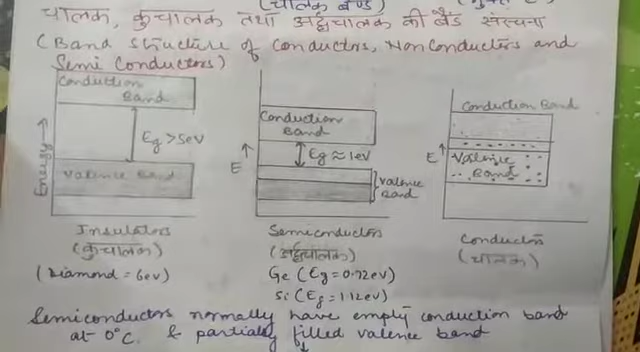 (चालक बैण्ड)
चालक, कुचालक तथा अर्द्धचालक की बैंड संरचना
(Band structure of conductors, Nonconductors and
Semi Conductors)
Conduction
Band
Eg > 5ev
Valence Band
Energy →
Insulators
(कुचालक)
(Diamond = 6ev)
Conduction
Band
Eg ≈ 1ev
E ↑
Valence
Band
Semiconductors
(अर्द्धचालक)
Ge (Eg = 0.72ev)
Si (Eg = 1.12ev)
Conduction Band
E ↑
Valence
Band
Conductors
(चालक)
Semiconductors normally have empty conduction band
at 0°C. & partially filled valence band